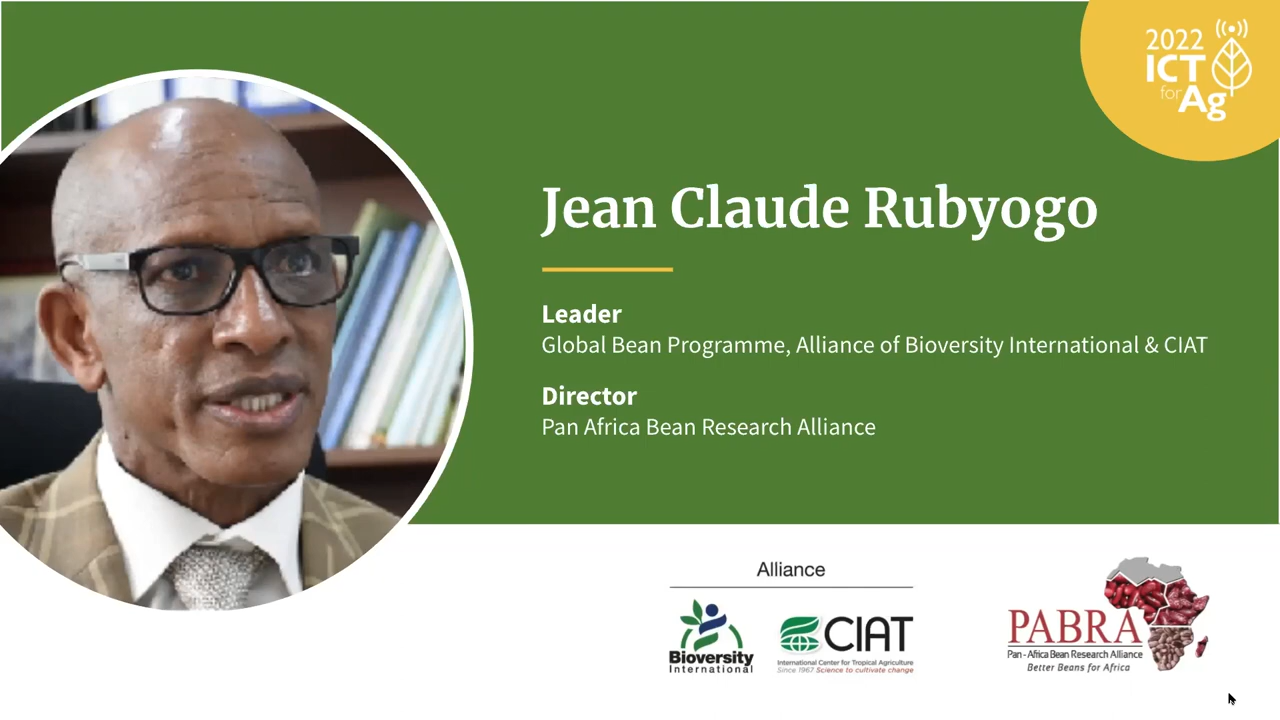 2022
ICT
for
Ag
Jean Claude Rubyogo
Leader
Global Bean Programme, Alliance of Bioversity International & CIAT
Director
Pan Africa Bean Research Alliance
Alliance
Bioversity
International
CIAT
International Center for Tropical Agriculture
Since 1967 Science to cultivate change
PABRA
Pan - Africa Bean Research Alliance
Better Beans for Africa